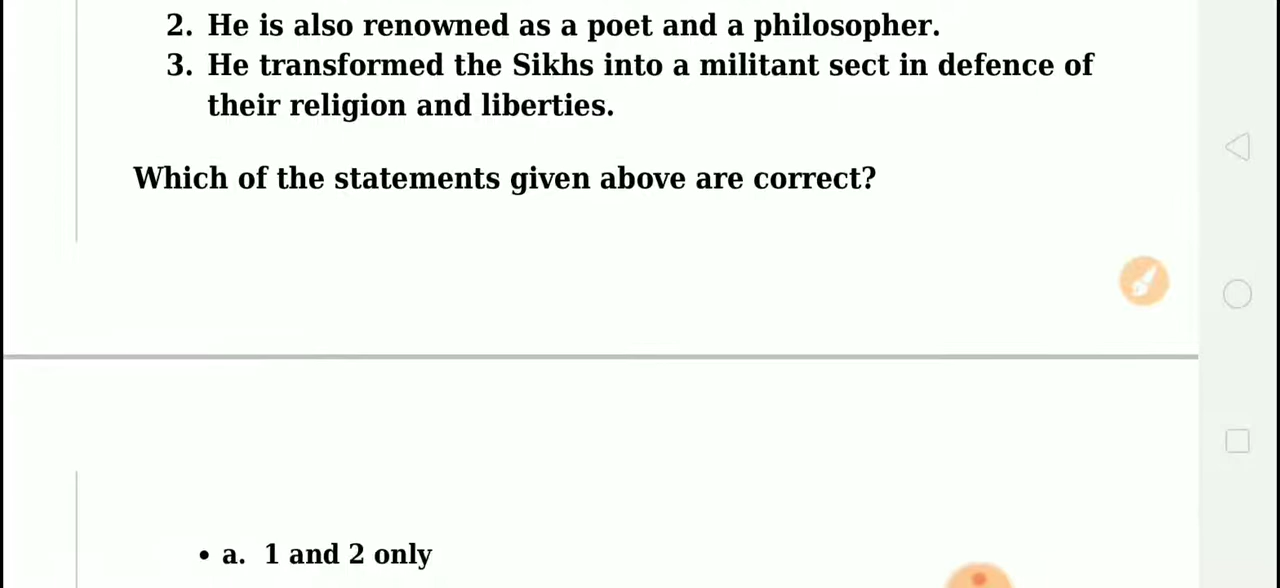 2. He is also renowned as a poet and a philosopher.
3. He transformed the Sikhs into a militant sect in defence of
their religion and liberties.
Which of the statements given above are correct?
• a. 1 and 2 only